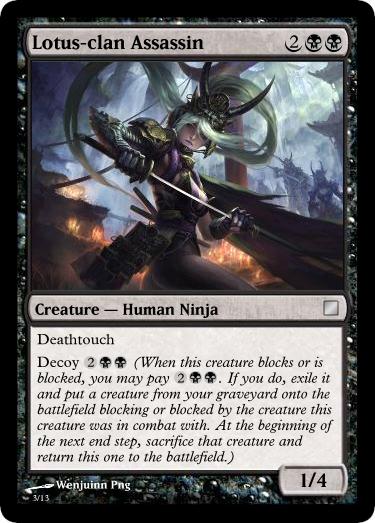 Lotus-clan Assassin 2
Creature — Human Ninja
Deathtouch
Decoy 2 (When this creature blocks or is
blocked, you may pay 2. If you do, exile it
and put a creature from your graveyard onto the
battlefield blocking or blocked by the creature this
creature was in combat with. At the beginning of
the next end step, sacrifice that creature and
return this one to the battlefield.)
1/4
Wenjuinn Png
3/13